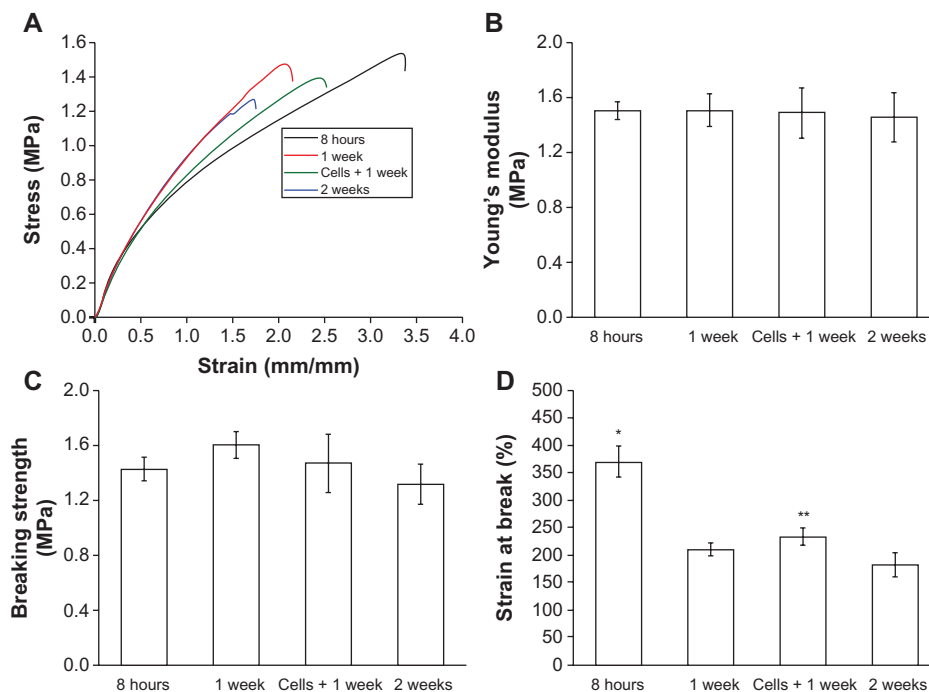 A
Stress (MPa)
1.6
1.4
1.2
1.0
0.8
0.6
0.4
0.2
0.0
0.0 0.5 1.0 1.5 2.0 2.5 3.0 3.5 4.0
Strain (mm/mm)
8 hours
1 week
Cells + 1 week
2 weeks
B
Young's modulus
(MPa)
2.0
1.6
1.2
0.8
0.4
0.0
8 hours 1 week Cells + 1 week 2 weeks
C
Breaking strength
(MPa)
2.0
1.6
1.2
1.2
0.4
0.0
8 hours 1 week Cells + 1 week 2 weeks
D
Strain at break (%)
500
450
400
350
300
250
200
150
100
50
0
*
**
8 hours 1 week Cells + 1 week 2 weeks